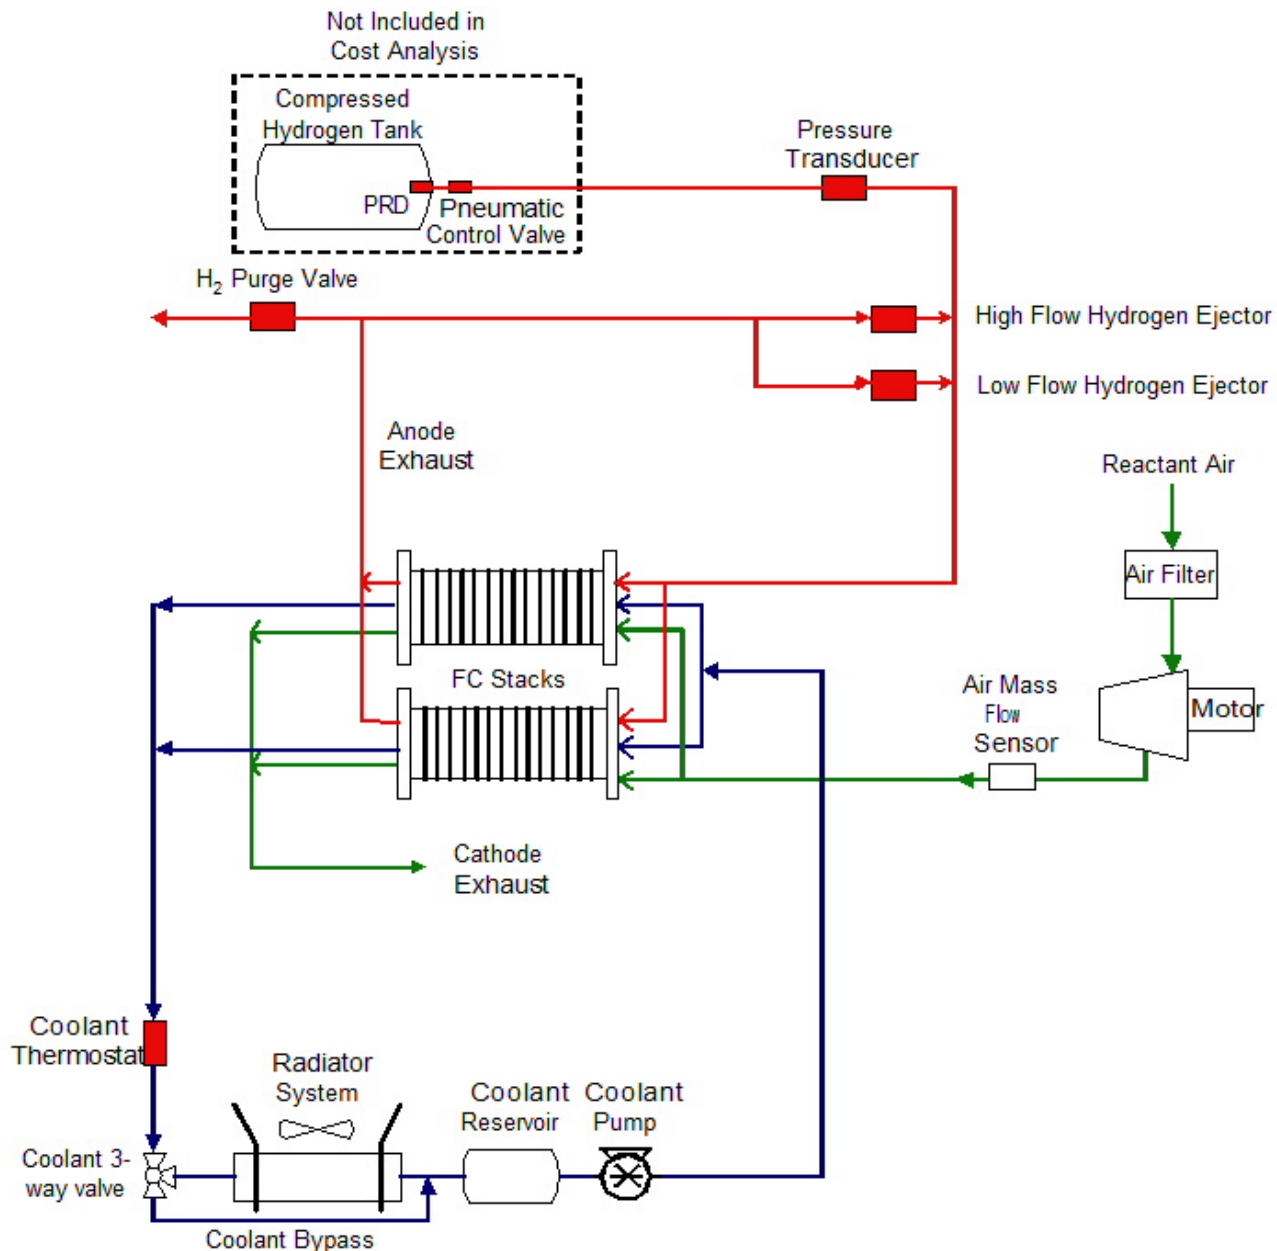 Not Included in
Cost Analysis
Compressed
Hydrogen Tank
PRD
Pneumatic
Control Valve
Pressure
Transducer
H2 Purge Valve
High Flow Hydrogen Ejector
Low Flow Hydrogen Ejector
Anode
Exhaust
Reactant Air
Air Filter
FC Stacks
Air Mass
Flow
Sensor
Motor
Cathode
Exhaust
Coolant
Thermostat
Radiator
System
Coolant
Reservoir
Coolant
Pump
Coolant 3-
way valve
Coolant Bypass